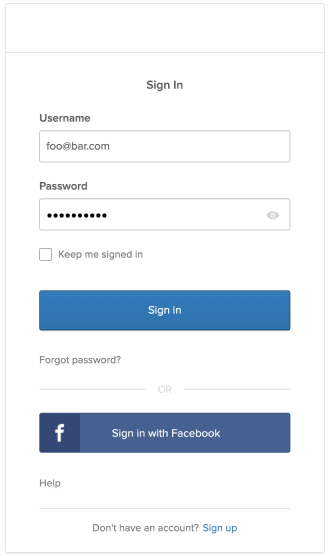 Sign In
Username
foo@bar.com
Password
••••••••••
Keep me signed in
Sign in
Forgot password?
OR
f Sign in with Facebook
Help
Don't have an account? Sign up